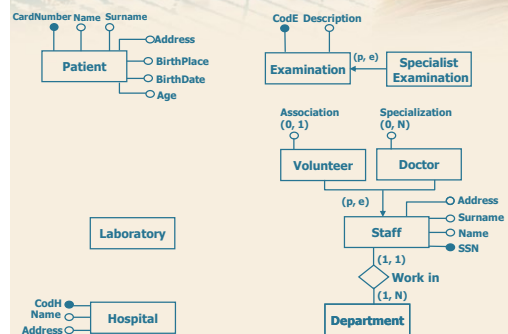 CardNumber Name Surname
Address
Patient
BirthPlace
BirthDate
Age
CodE Description
Examination
(p, e)
Specialist
Examination
Association
(0, 1)
Specialization
(0, N)
Volunteer
Doctor
(p, e)
Address
Surname
Staff
Name
SSN
(1, 1)
Work in
(1, N)
Department
Laboratory
CodH
Name
Hospital
Address